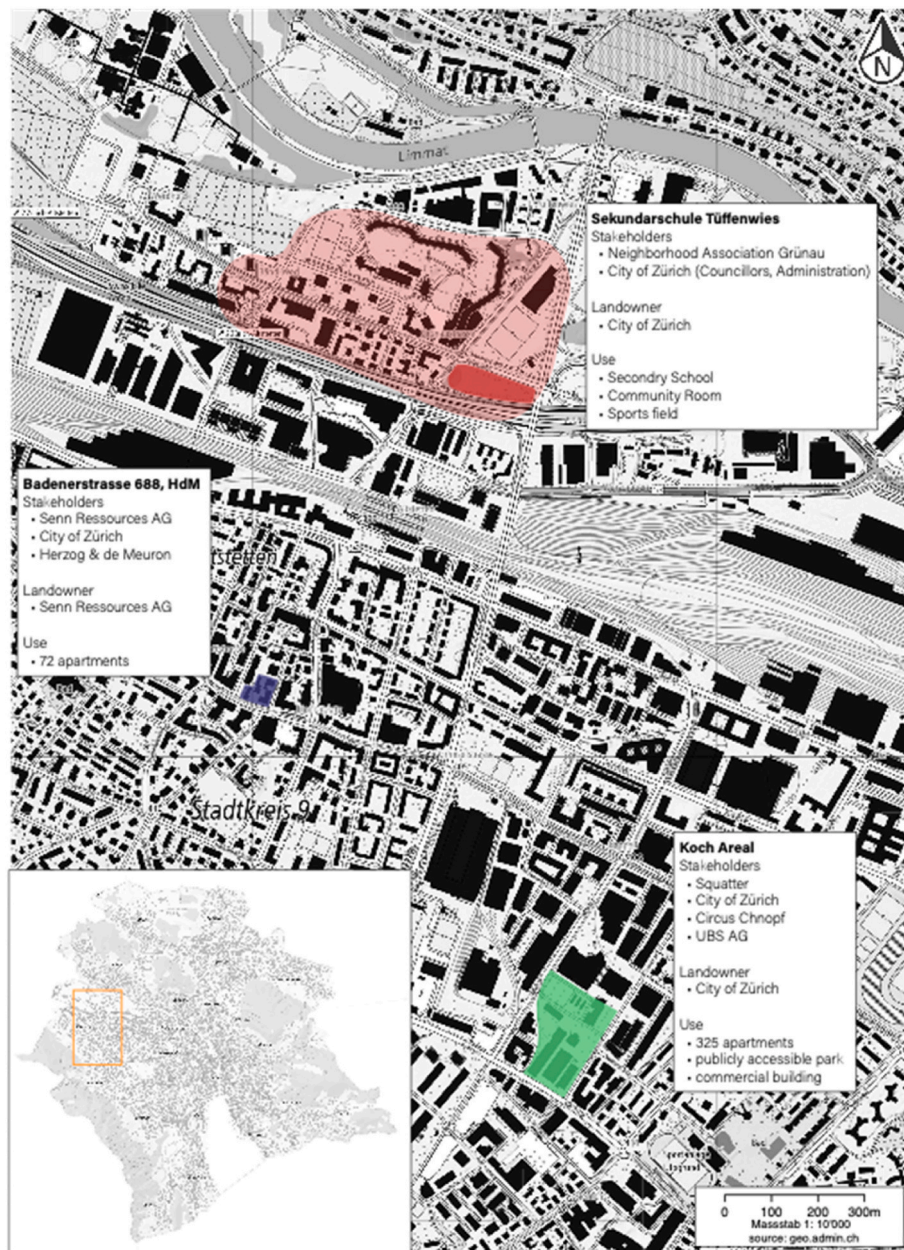 N
Limmat
Sekundarschule Tüffenwies
Stakeholders
• Neighborhood Association Grünau
• City of Zürich (Councillors, Administration)
Landowner
• City of Zürich
Use
• Secondry School
• Community Room
• Sports field
Badenerstrasse 688, HdM
Stakeholders
• Senn Ressources AG
• City of Zürich
• Herzog & de Meuron
Landowner
• Senn Ressources AG
Use
• 72 apartments
tstetten
Stadtkreis 9
Koch Areal
Stakeholders
• Squatter
• City of Zürich
• Circus Chnopf
• UBS AG
Landowner
• City of Zürich
Use
• 325 apartments
• publicly accessible park
• commercial building
0 100 200 300m
Massstab 1: 10'000
source: geo.admin.ch